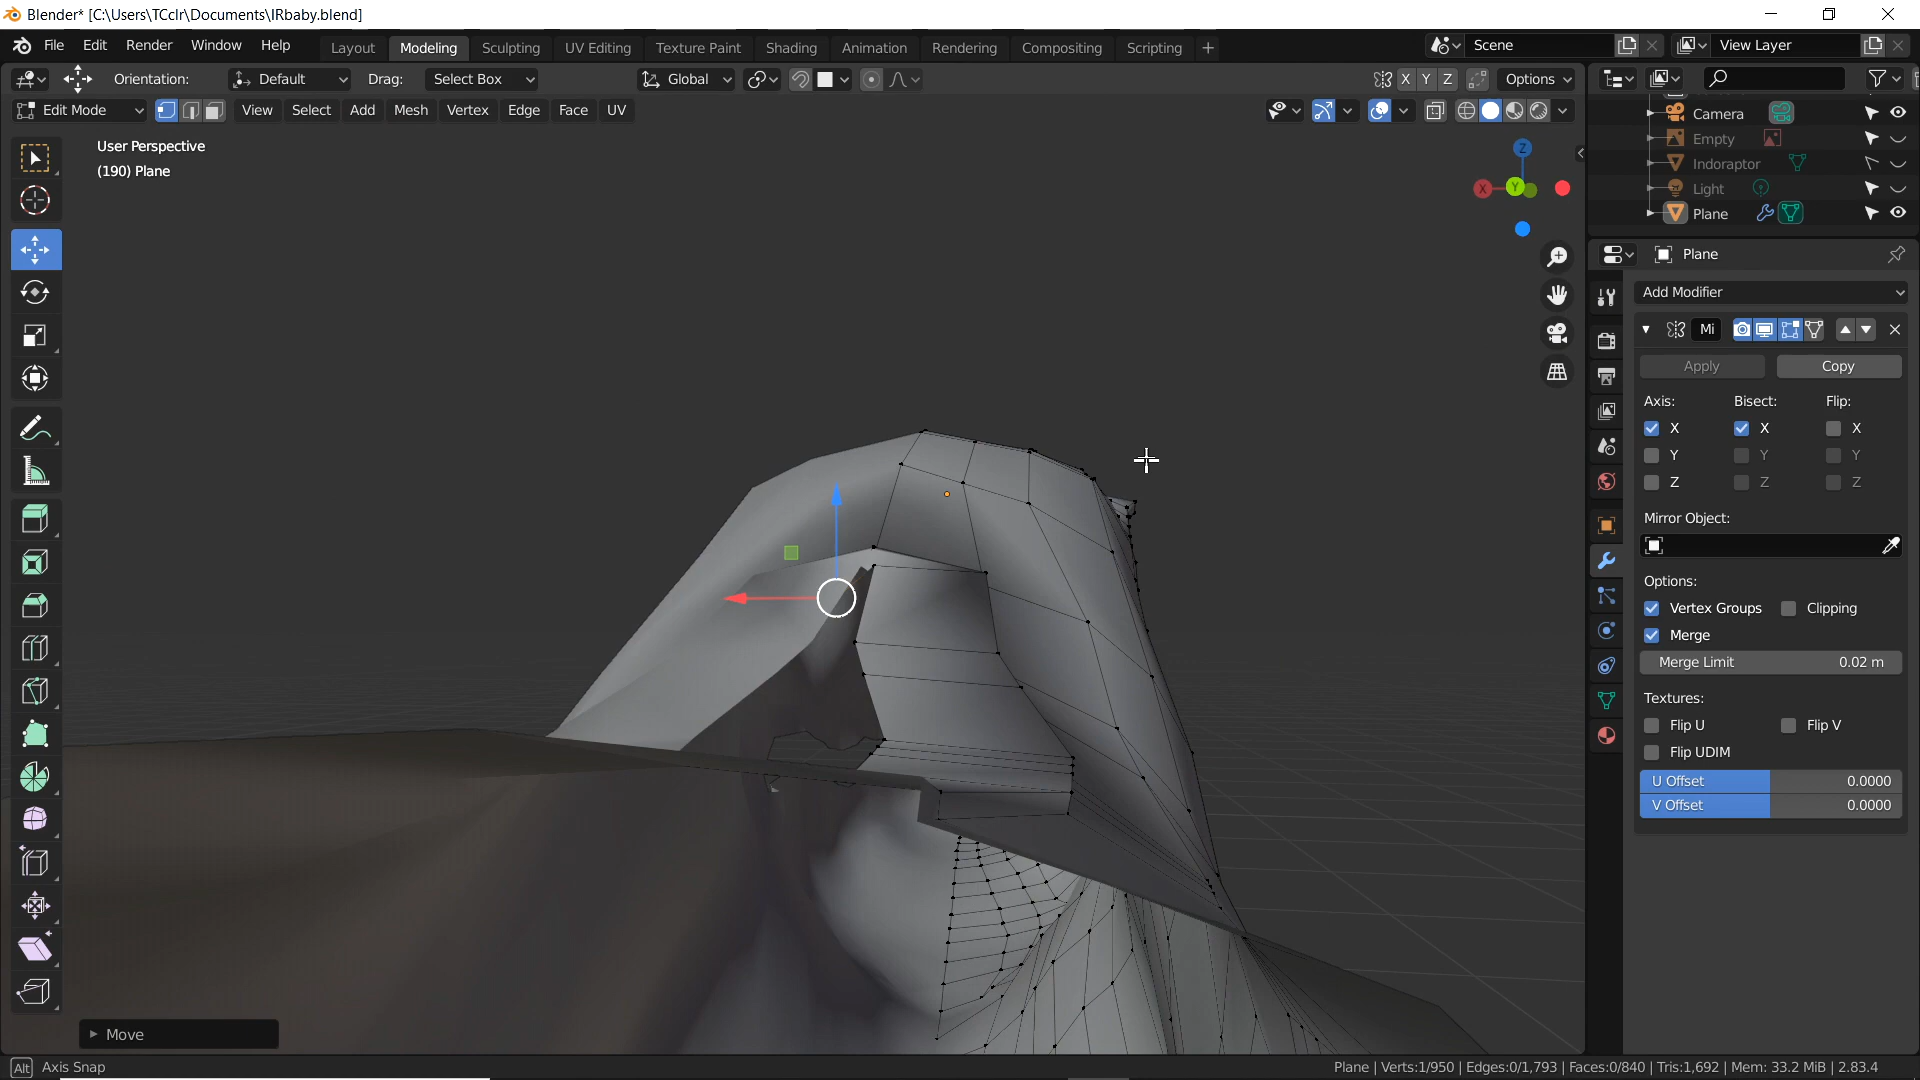 Blender* [C:\Users\TCclr\Documents\IRbaby.blend]
File Edit Render Window Help Layout Modeling Sculpting UV Editing Texture Paint Shading Animation Rendering Compositing Scripting + Scene View Layer
Orientation: Default Drag: Select Box Global X Y Z Options
Edit Mode View Select Add Mesh Vertex Edge Face UV
User Perspective
(190) Plane
Z
X
Y
Camera
Empty
Indoraptor
Light
Plane
Plane
Add Modifier
Mi
Apply Copy
Axis: Bisect: Flip:
X X X
Y Y Y
Z Z Z
Mirror Object:
Options:
Vertex Groups Clipping
Merge
Merge Limit 0.02 m
Textures:
Flip U Flip V
Flip UDIM
U Offset 0.0000
V Offset 0.0000
Move
Alt Axis Snap
Plane | Verts:1/950 | Edges:0/1,793 | Faces:0/840 | Tris:1,692 | Mem: 33.2 MiB | 2.83.4